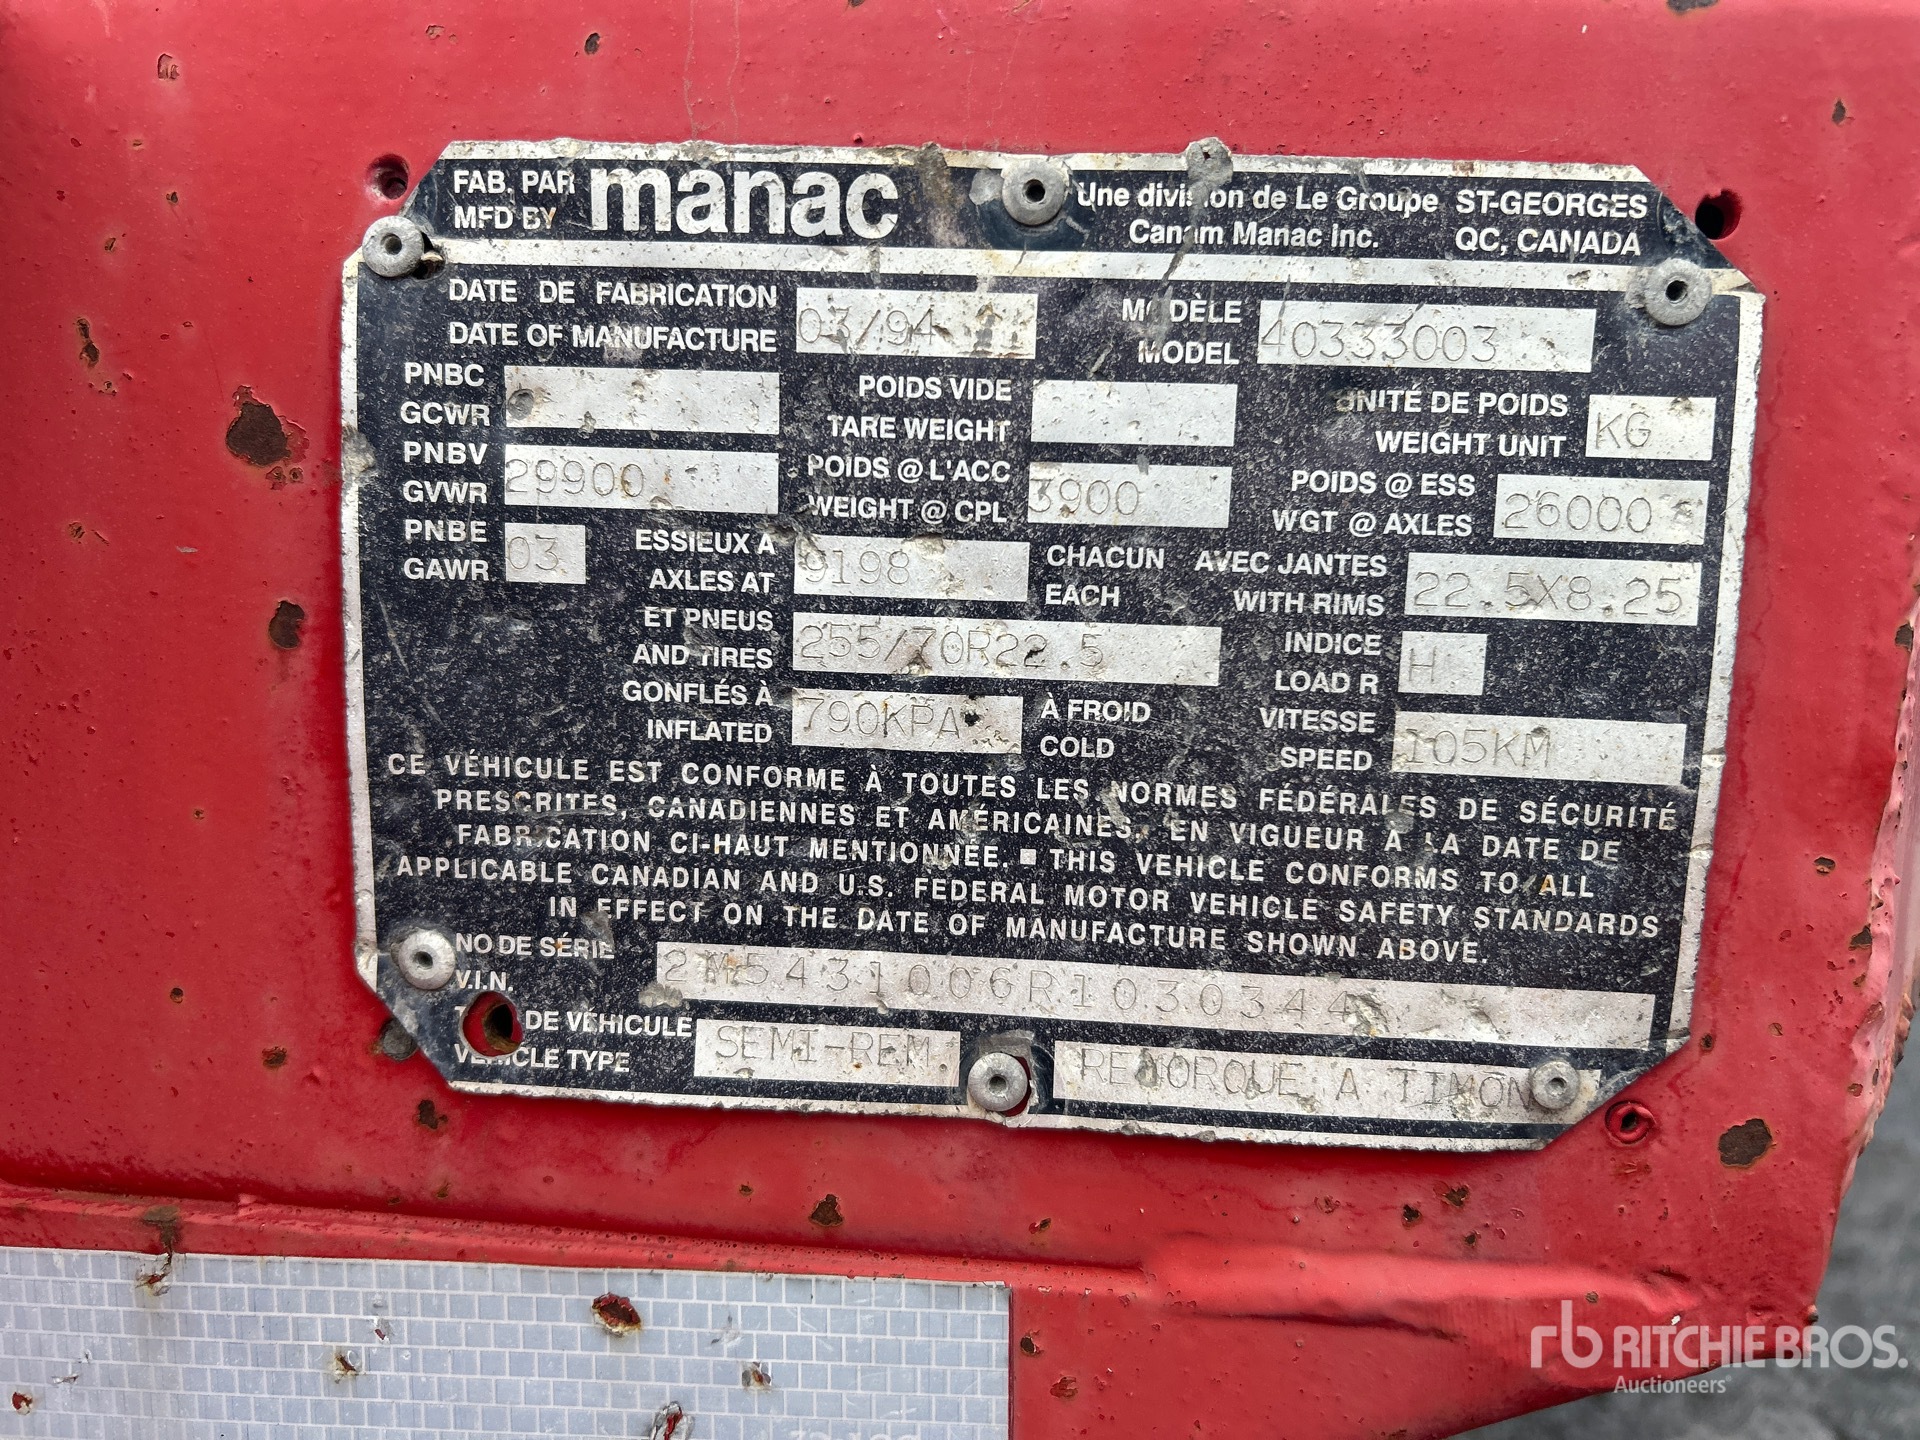 FAB. PAR manac Une division de Le Groupe ST-GEORGES
MFD BY Canam Manac Inc. QC, CANADA
DATE DE FABRICATION 03/94 MODÈLE 40333003
DATE OF MANUFACTURE MODEL
PNBC POIDS VIDE UNITÉ DE POIDS KG
GCWR TARE WEIGHT WEIGHT UNIT
PNBV 29900 POIDS @ L'ACC 3900 POIDS @ ESS 26000
GVWR WEIGHT @ CPL WGT @ AXLES
PNBE 03 ESSIEUX A 9198 CHACUN AVEC JANTES 22.5X8.25
GAWR AXLES AT EACH WITH RIMS
ET PNEUS 255/70R22.5 INDICE H
AND TIRES LOAD R
GONFLÉS À 790KPA À FROID VITESSE 105KM
INFLATED COLD SPEED
CE VÉHICULE EST CONFORME À TOUTES LES NORMES FÉDÉRALES DE SÉCURITÉ
PRESCRITES, CANADIENNES ET AMÉRICAINES, EN VIGUEUR À LA DATE DE
FABRICATION CI-HAUT MENTIONNÉE. ■ THIS VEHICLE CONFORMS TO ALL
APPLICABLE CANADIAN AND U.S. FEDERAL MOTOR VEHICLE SAFETY STANDARDS
IN EFFECT ON THE DATE OF MANUFACTURE SHOWN ABOVE.
NO DE SÉRIE 2M5431006R1030344
V.I.N.
DE VÉHICULE SEMI-REM. REMORQUE A TIMON
VEHICLE TYPE
rb RITCHIE BROS.
Auctioneers